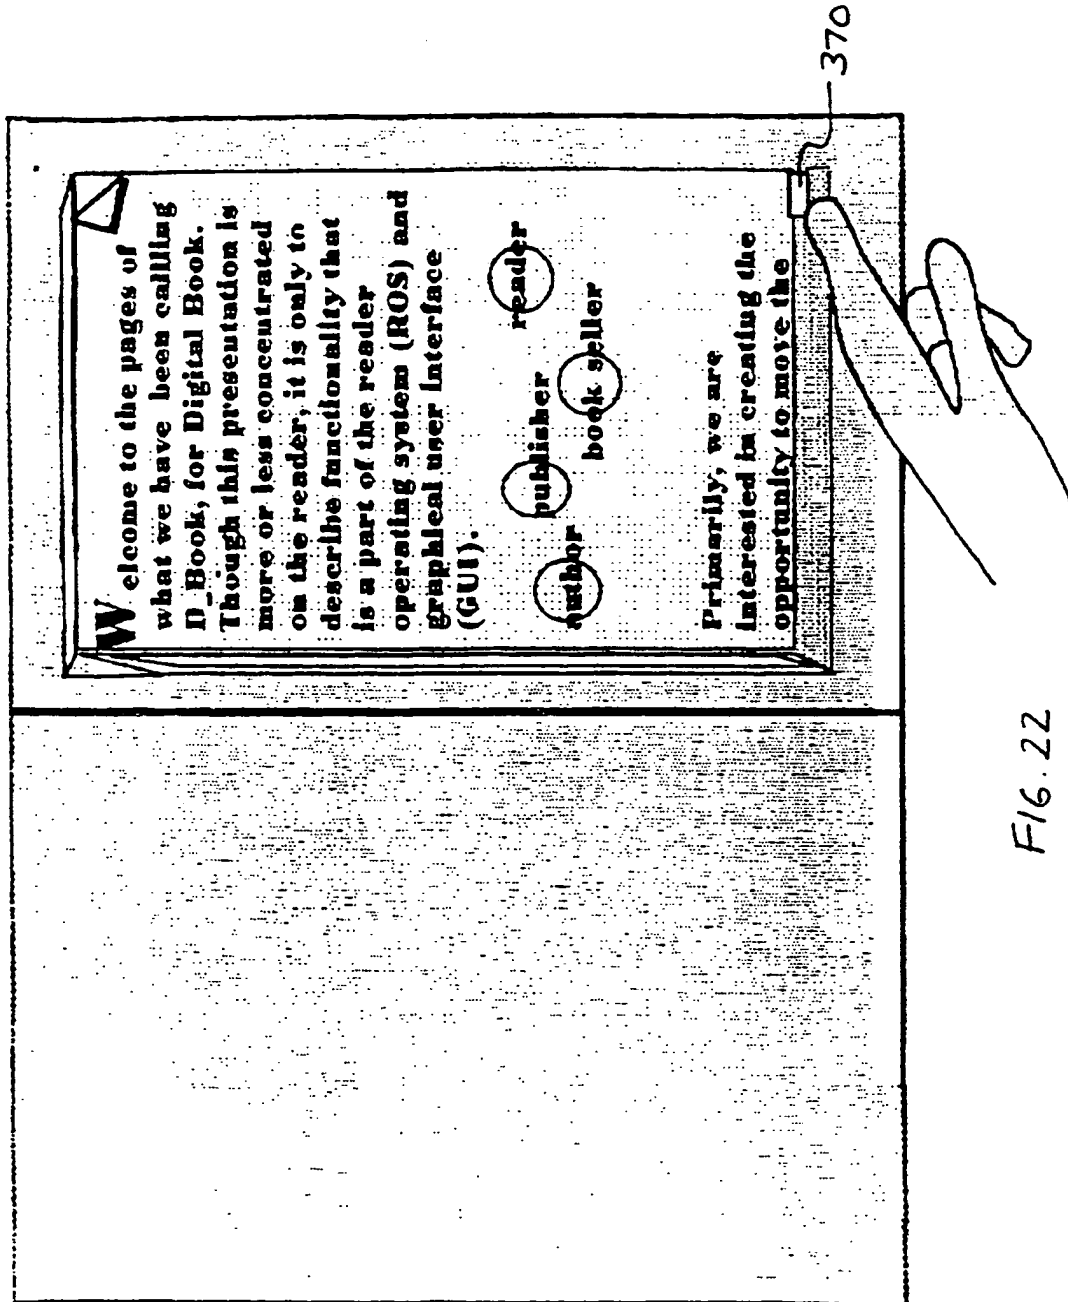 Welcome to the pages of
what we have been calling
D_Book, for Digital Book.
Though this presentation is
more or less concentrated
on the reader, it is only to
describe functionality that
is a part of the reader
operating system (ROS) and
graphical user interface
(GUI).
author
publisher
book seller
reader
Primarily, we are
interested in creating the
opportunity to move the
370
FIG. 22